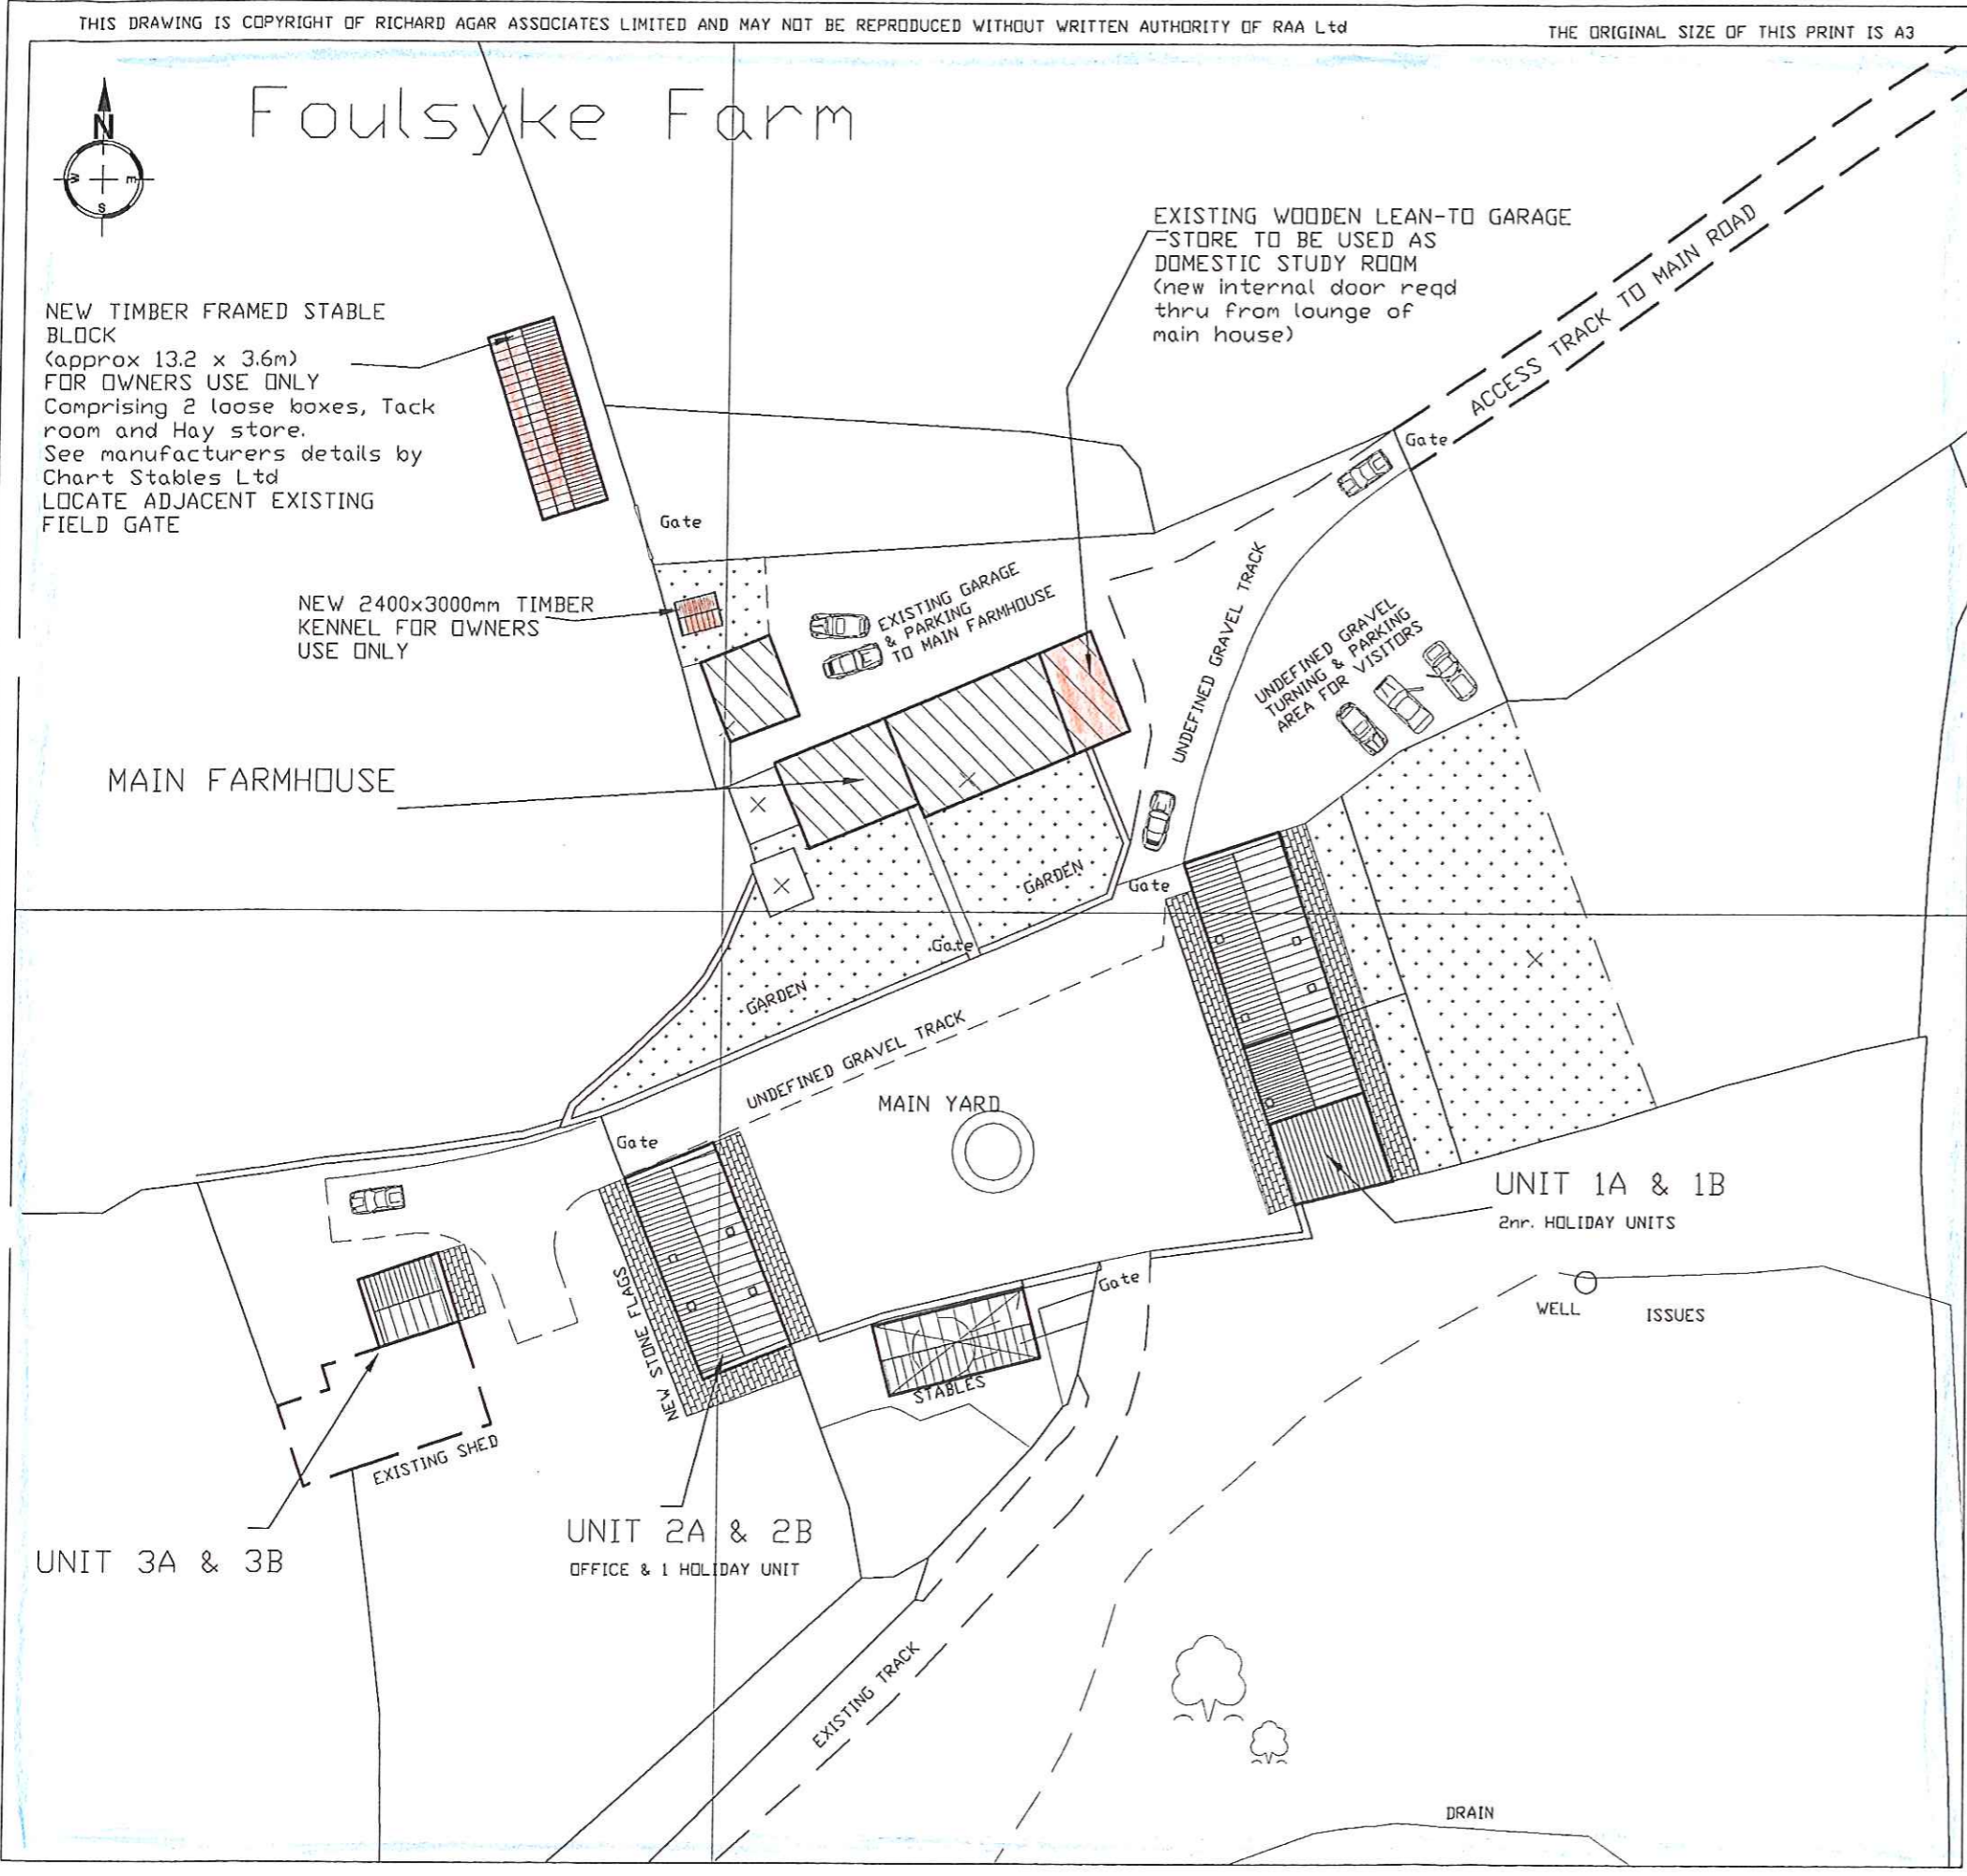 THIS DRAWING IS COPYRIGHT OF RICHARD AGAR ASSOCIATES LIMITED AND MAY NOT BE REPRODUCED WITHOUT WRITTEN AUTHORITY OF RAA Ltd
THE ORIGINAL SIZE OF THIS PRINT IS A3
N
W
E
S
Foulsyke Farm
EXISTING WOODEN LEAN-TO GARAGE
-STORE TO BE USED AS
DOMESTIC STUDY ROOM
(new internal door reqd
thru from lounge of
main house)
ACCESS TRACK TO MAIN ROAD
NEW TIMBER FRAMED STABLE
BLOCK
(approx 13.2 x 3.6m)
FOR OWNERS USE ONLY
Comprising 2 loose boxes, Tack
room and Hay store.
See manufacturers details by
Chart Stables Ltd
LOCATE ADJACENT EXISTING
FIELD GATE
Gate
Gate
NEW 2400x3000mm TIMBER
KENNEL FOR OWNERS
USE ONLY
EXISTING GARAGE
& PARKING
TO MAIN FARMHOUSE
UNDEFINED GRAVEL TRACK
UNDEFINED GRAVEL
TURNING & PARKING
AREA FOR VISITORS
MAIN FARMHOUSE
GARDEN
Gate
Gate
GARDEN
UNDEFINED GRAVEL TRACK
MAIN YARD
Gate
UNIT 1A & 1B
2nr. HOLIDAY UNITS
Gate
WELL
ISSUES
NEW STONE FLAGS
STABLES
EXISTING SHED
UNIT 2A & 2B
OFFICE & 1 HOLIDAY UNIT
UNIT 3A & 3B
EXISTING TRACK
DRAIN